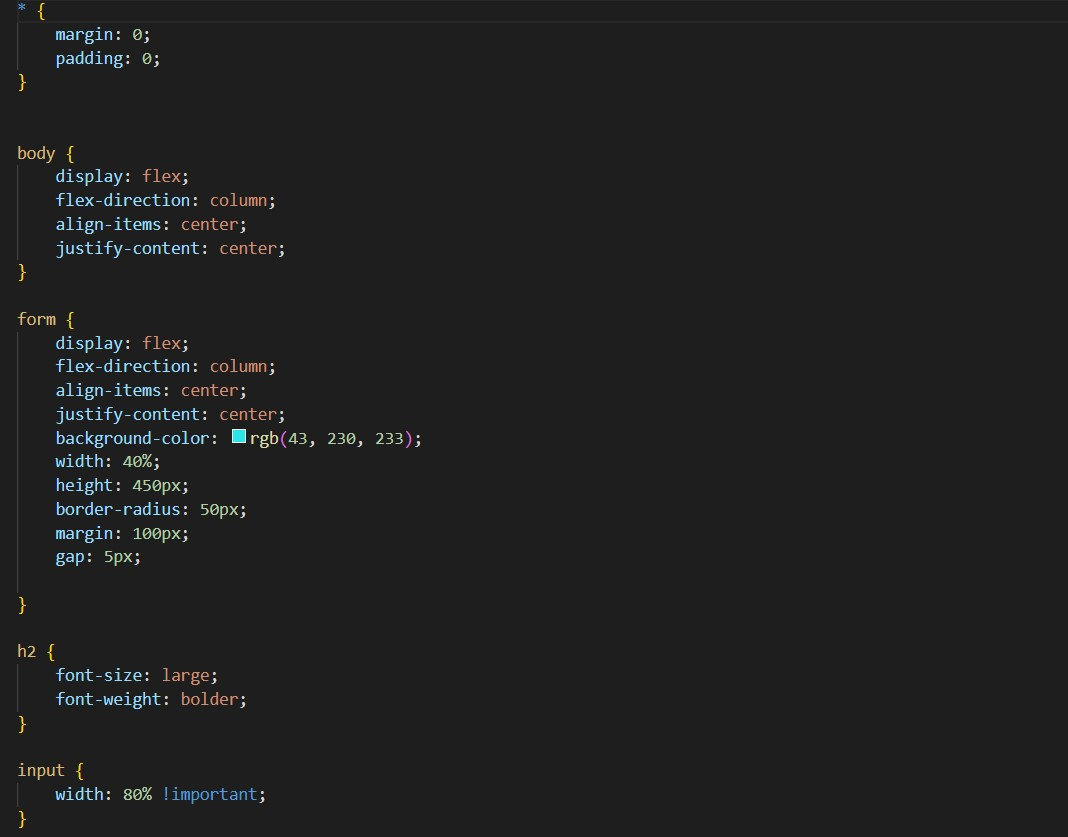 * {
    margin: 0;
    padding: 0;
}
body {
    display: flex;
    flex-direction: column;
    align-items: center;
    justify-content: center;
}
form {
    display: flex;
    flex-direction: column;
    align-items: center;
    justify-content: center;
    background-color: rgb(43, 230, 233);
    width: 40%;
    height: 450px;
    border-radius: 50px;
    margin: 100px;
    gap: 5px;
}
h2 {
    font-size: large;
    font-weight: bolder;
}
input {
    width: 80% !important;
}